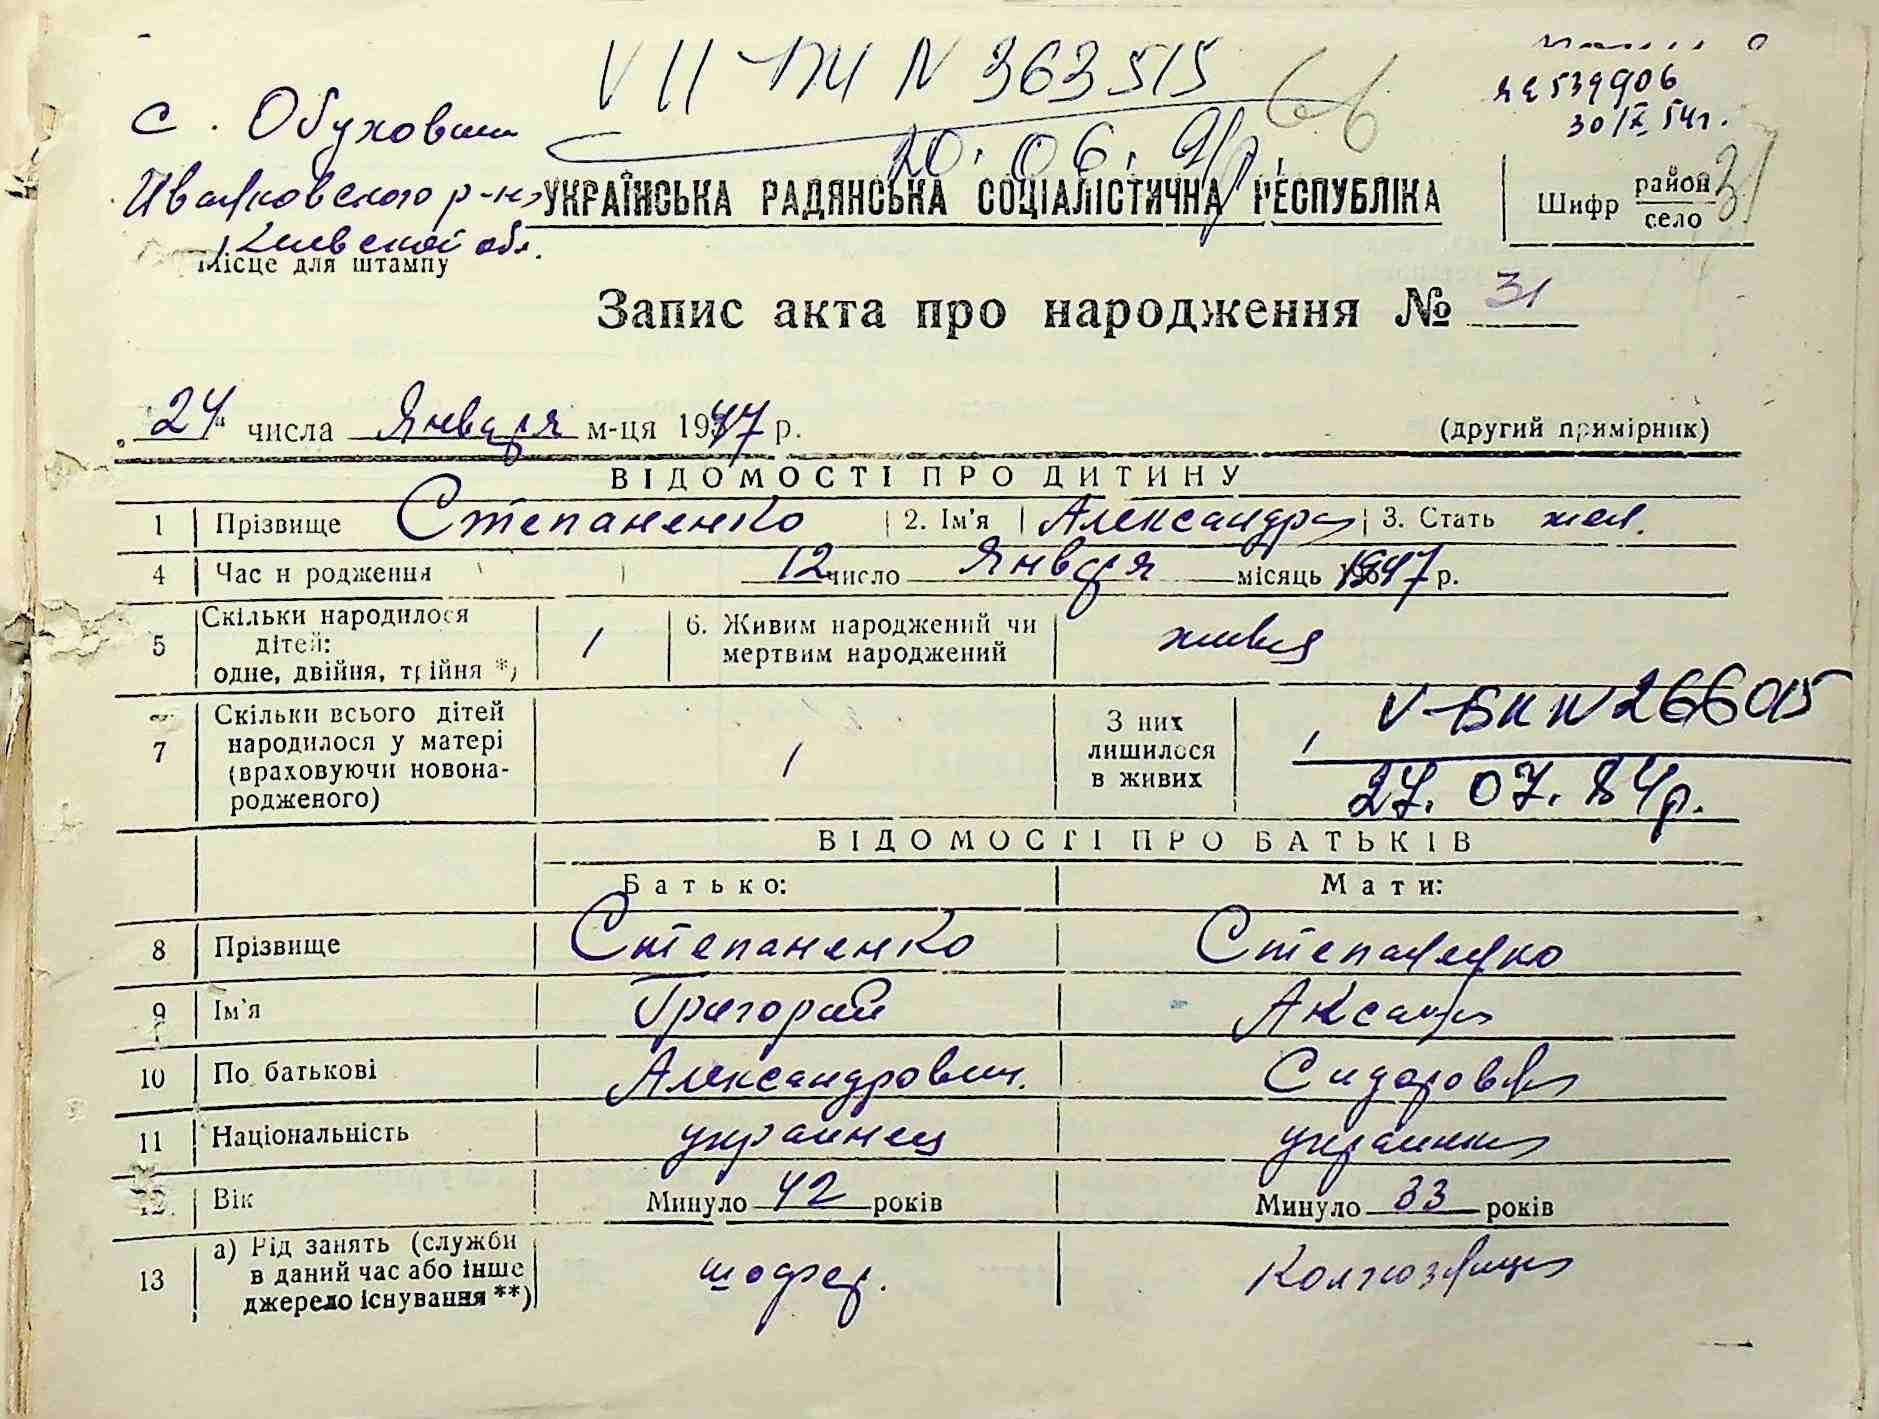 VII-ПИ N 363515
20.06.91р
66
ЯЕ 539906
30/X 54г.
с. Обуховичи
Иванковского р-на
Киевской обл.
Місце для штампу
УКРАЇНСЬКА РАДЯНСЬКА СОЦІАЛІСТИЧНА РЕСПУБЛІКА
Шифр район
село
31
Запис акта про народження № 31
„24“ числа Января м-ця 1947 р. (другий примірник)
ВІДОМОСТІ ПРО ДИТИНУ
1 Прізвище Степаненко 2. Ім'я Александра 3. Стать жен.
4 Час народження 12 число Января місяць 1947 р.
5 Скільки народилося дітей: одне, двійня, трійня *) 1 6. Живим народжений чи мертвим народжений живая
7 Скільки всього дітей народилося у матері (враховуючи новонародженого) 1 З них лишилося в живих 1
V-БК N 266015
27.07.84р.
ВІДОМОСТІ ПРО БАТЬКІВ
Батько: Мати:
8 Прізвище Степаненко Степаненко
9 Ім'я Григорий Аксана
10 По батькові Александрович. Сидоровна
11 Національність украинец украинка
12. Вік Минуло 42 років Минуло 33 років
13 а) Рід занять (служби в даний час або інше джерело існування **) шофер. Колхозница